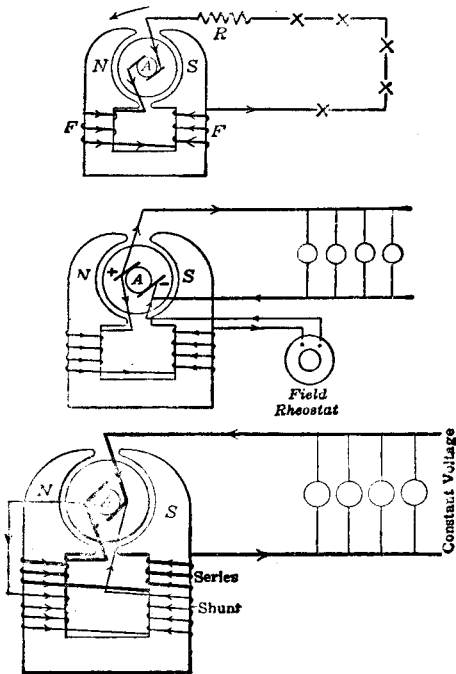 R
N
A
S
F
F
N
+
A
-
S
Field
Rheostat
N
S
Series
Shunt
Constant Voltage